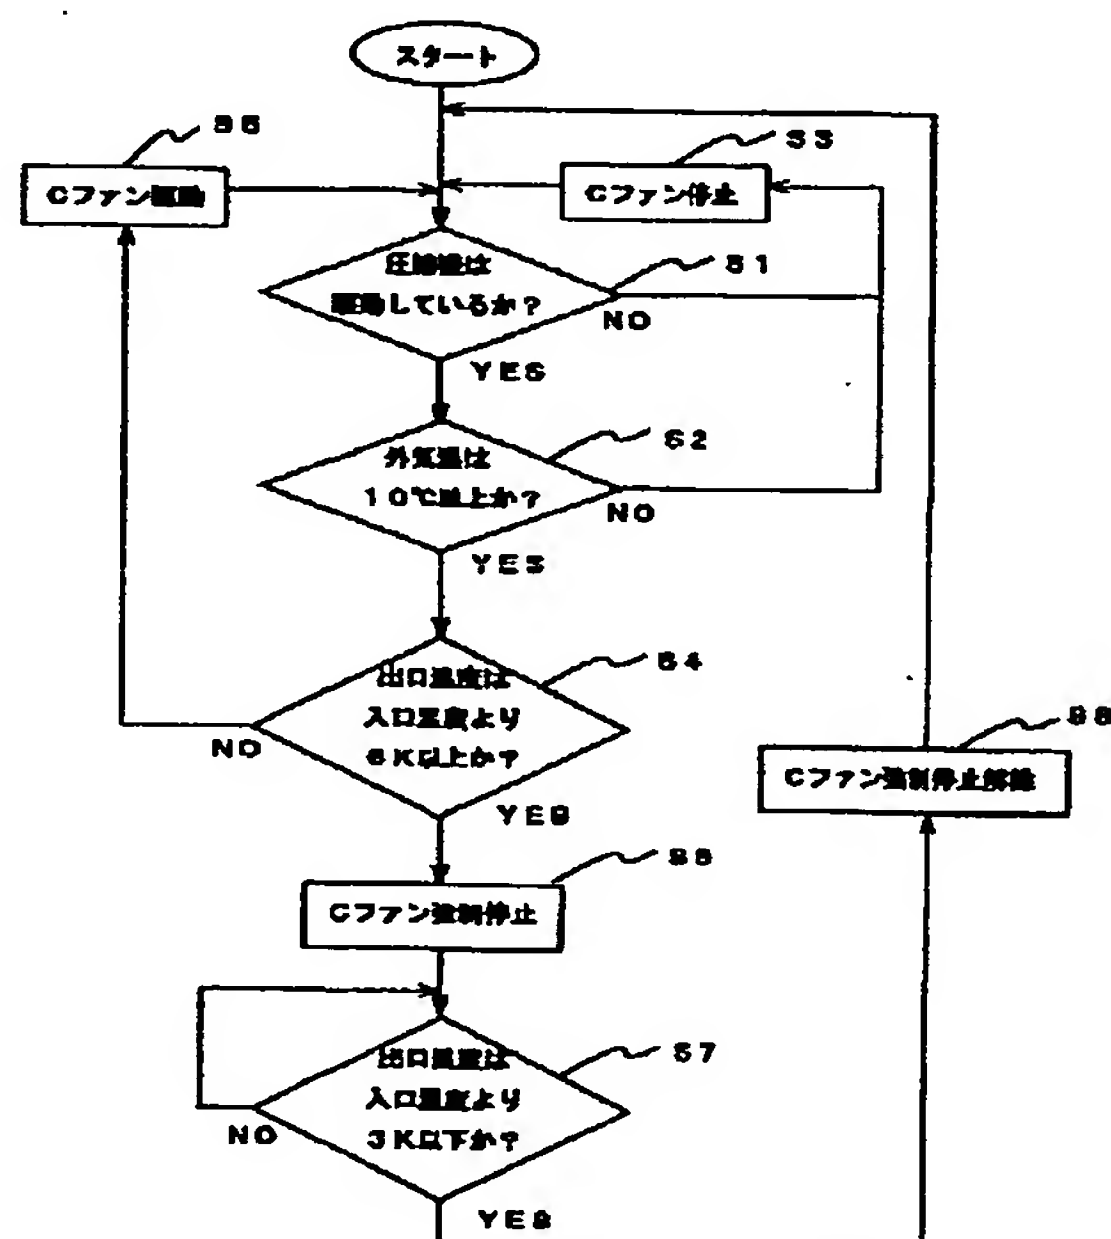 スタート
S5
Cファン駆動
S3
Cファン停止
圧縮機は
駆動しているか?
S1
NO
YES
外気温は
10℃以上か?
S2
NO
YES
出口温度は
入口温度より
6K以上か?
S4
NO
YES
S8
Cファン強制停止解除
Cファン強制停止
出口温度は
入口温度より
3K以下か?
S7
NO
YES